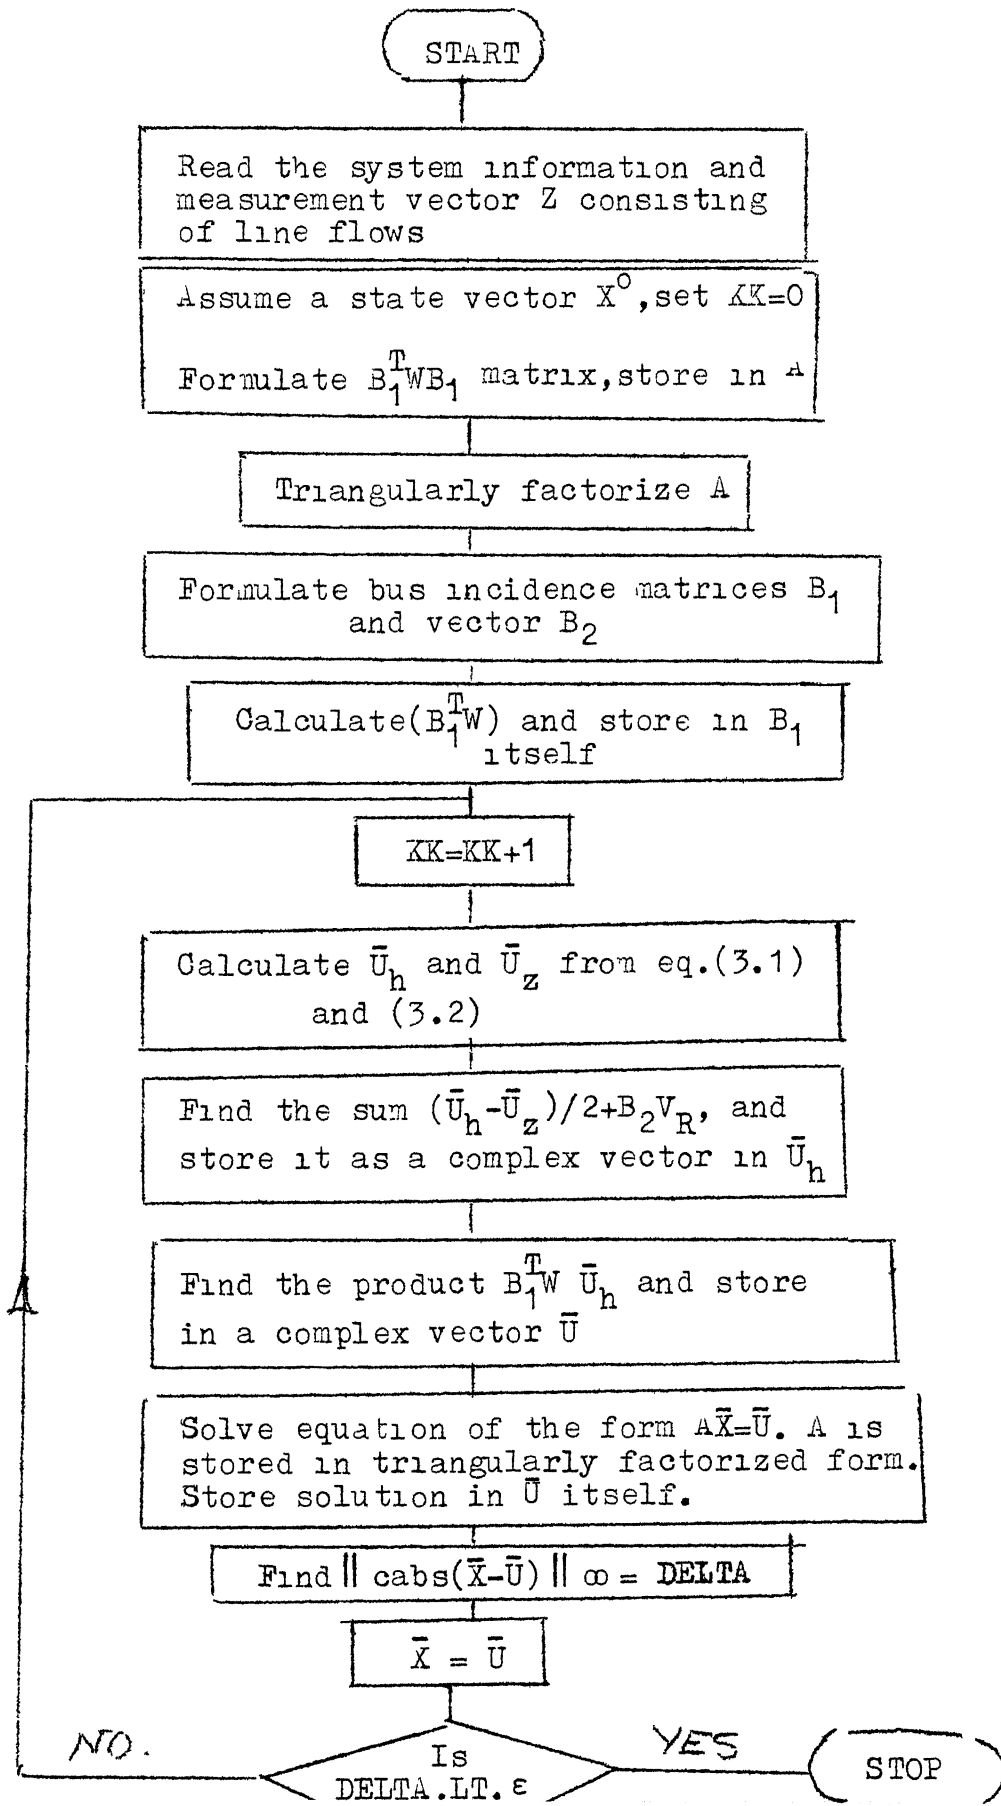 START
Read the system information and
measurement vector Z consisting
of line flows
Assume a state vector X⁰, set KK=0
Formulate B₁ᵀWB₁ matrix, store in A
Triangularly factorize A
Formulate bus incidence matrices B₁
and vector B₂
Calculate(B₁ᵀW) and store in B₁
itself
KK=KK+1
Calculate Ūₕ and Ū_z from eq.(3.1)
and (3.2)
Find the sum (Ūₕ-Ū_z)/2+B₂V_R, and
store it as a complex vector in Ūₕ
Find the product B₁ᵀW Ūₕ and store
in a complex vector Ū
Solve equation of the form AX̄=Ū. A is
stored in triangularly factorized form.
Store solution in Ū itself.
Find || cabs(X̄-Ū) || ∞ = DELTA
X̄ = Ū
NO.
Is
DELTA.LT. ε
YES
STOP